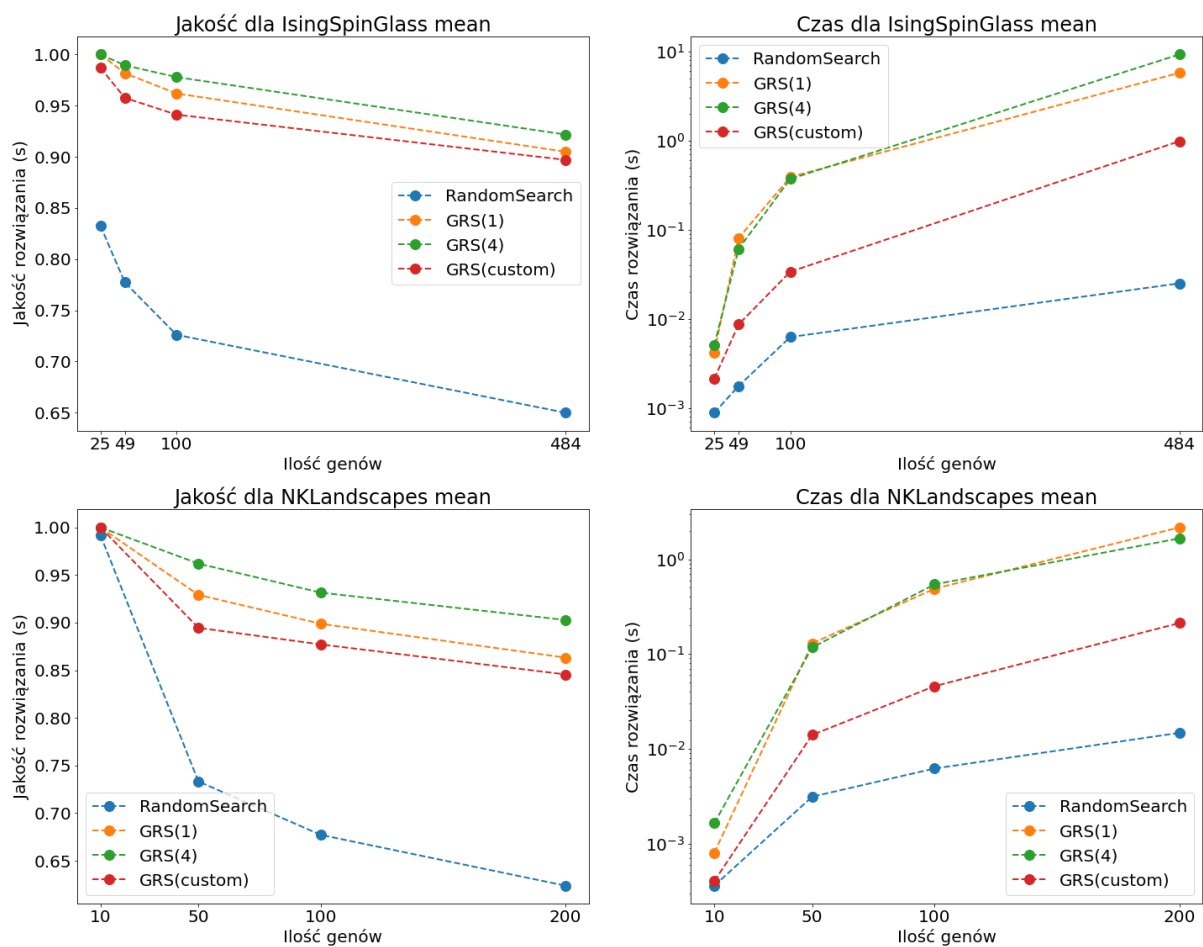 Jakość dla IsingSpinGlass mean
Jakość rozwiązania (s)
1.00
0.95
0.90
0.85
0.80
0.75
0.70
0.65
RandomSearch
GRS(1)
GRS(4)
GRS(custom)
25 49 100 484
Ilość genów
Czas dla IsingSpinGlass mean
Czas rozwiązania (s)
10¹
10⁰
10⁻¹
10⁻²
10⁻³
RandomSearch
GRS(1)
GRS(4)
GRS(custom)
25 49 100 484
Ilość genów
Jakość dla NKLandscapes mean
Jakość rozwiązania (s)
1.00
0.95
0.90
0.85
0.80
0.75
0.70
0.65
RandomSearch
GRS(1)
GRS(4)
GRS(custom)
10 50 100 200
Ilość genów
Czas dla NKLandscapes mean
Czas rozwiązania (s)
10⁰
10⁻¹
10⁻²
10⁻³
RandomSearch
GRS(1)
GRS(4)
GRS(custom)
10 50 100 200
Ilość genów